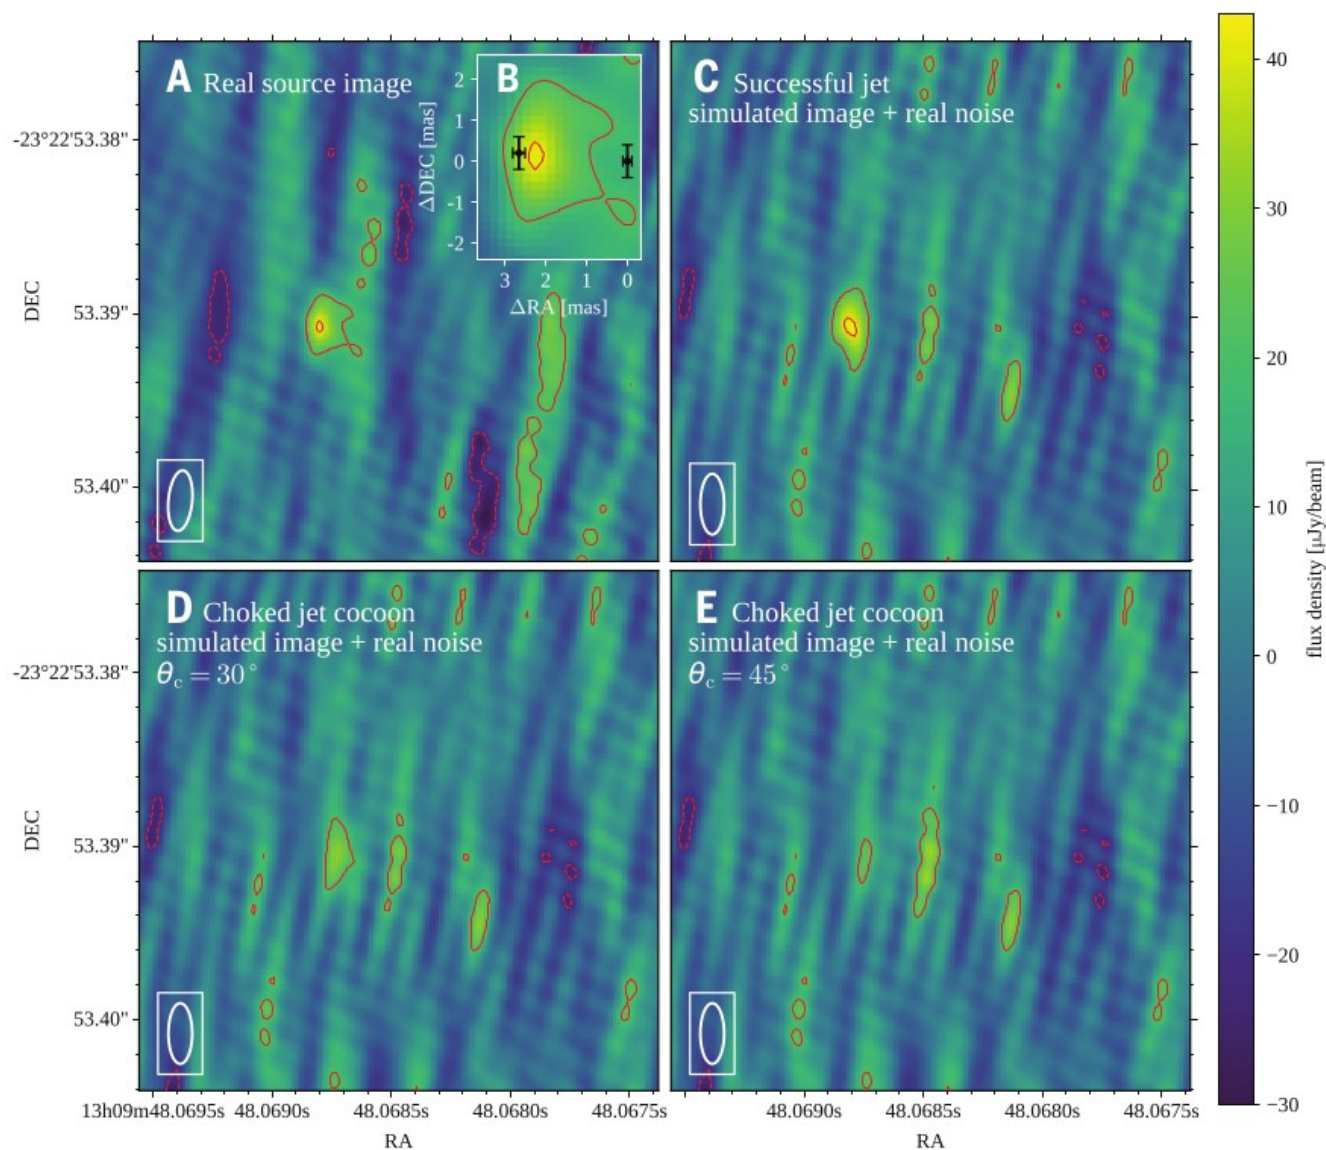 A Real source image
B
2
1
0
-1
-2
ΔDEC [mas]
3 2 1 0
ΔRA [mas]
C Successful jet
simulated image + real noise
-23°22'53.38"
53.39"
53.40"
DEC
D Choked jet cocoon
simulated image + real noise
θc = 30°
E Choked jet cocoon
simulated image + real noise
θc = 45°
-23°22'53.38"
53.39"
53.40"
DEC
13h09m48.0695s 48.0690s 48.0685s 48.0680s 48.0675s
RA
48.0690s 48.0685s 48.0680s 48.0675s
RA
40
30
20
10
0
−10
−20
−30
flux density [μJy/beam]